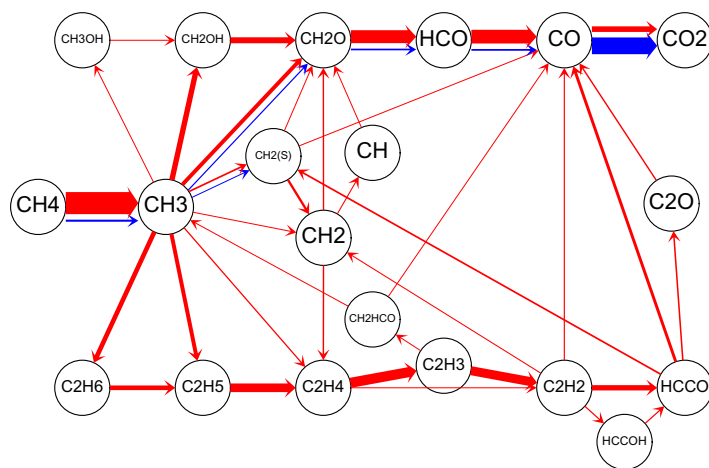 CH3OH
CH2OH
CH2O
HCO
CO
CO2
CH2(S)
CH
CH4
CH3
CH2
C2O
CH2HCO
C2H6
C2H5
C2H4
C2H3
C2H2
HCCO
HCCOH